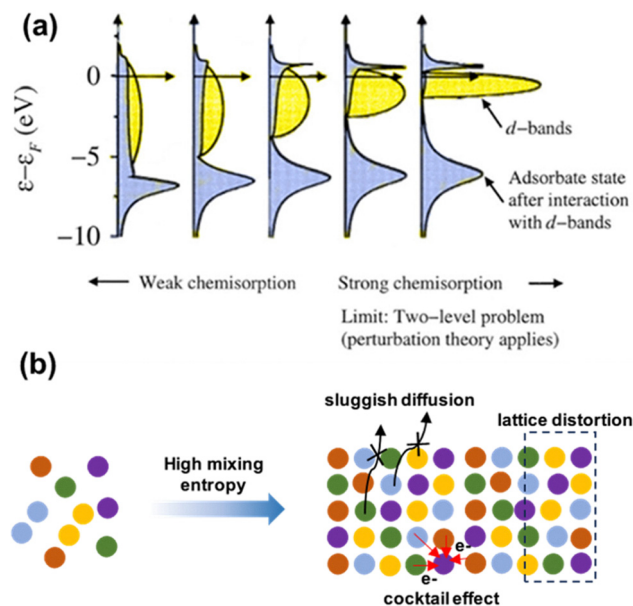 (a)
0
−5
−10
ε−ε_F (eV)
d−bands
Adsorbate state
after interaction
with d−bands
Weak chemisorption
Strong chemisorption
Limit: Two−level problem
(perturbation theory applies)
(b)
sluggish diffusion
lattice distortion
High mixing
entropy
e-
e-
cocktail effect